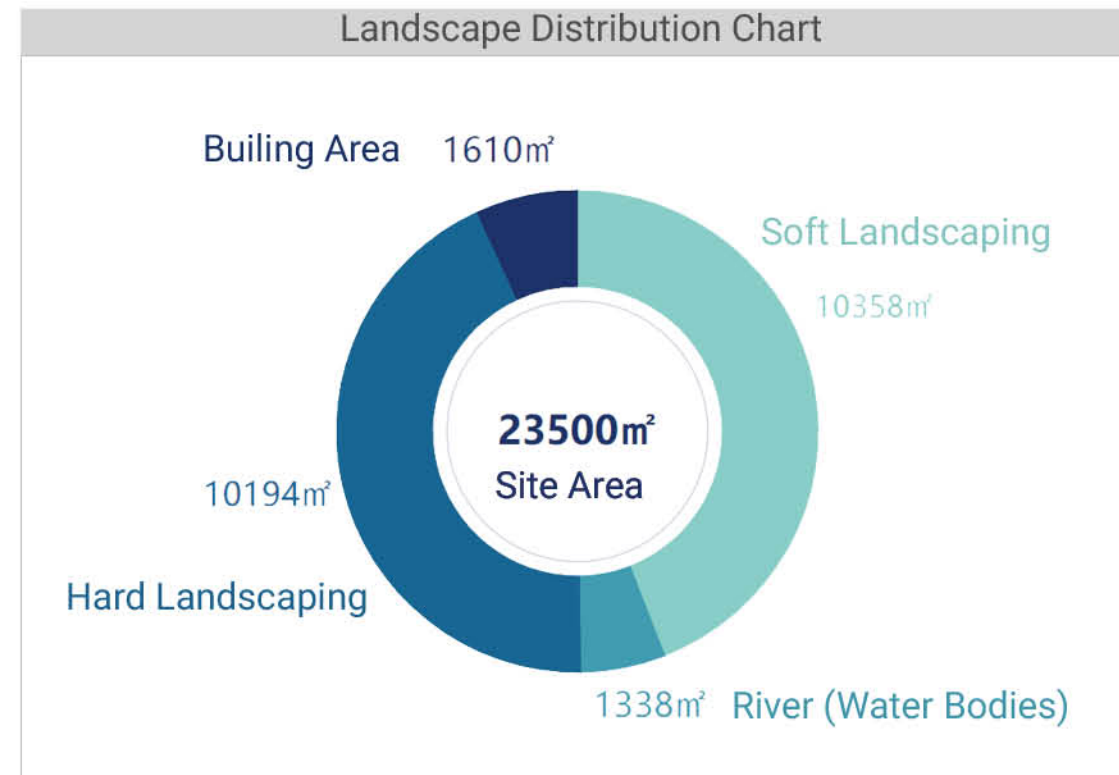 Landscape Distribution Chart
Builing Area 1610㎡
Soft Landscaping
10358㎡
23500㎡
Site Area
10194㎡
Hard Landscaping
1338㎡ River (Water Bodies)